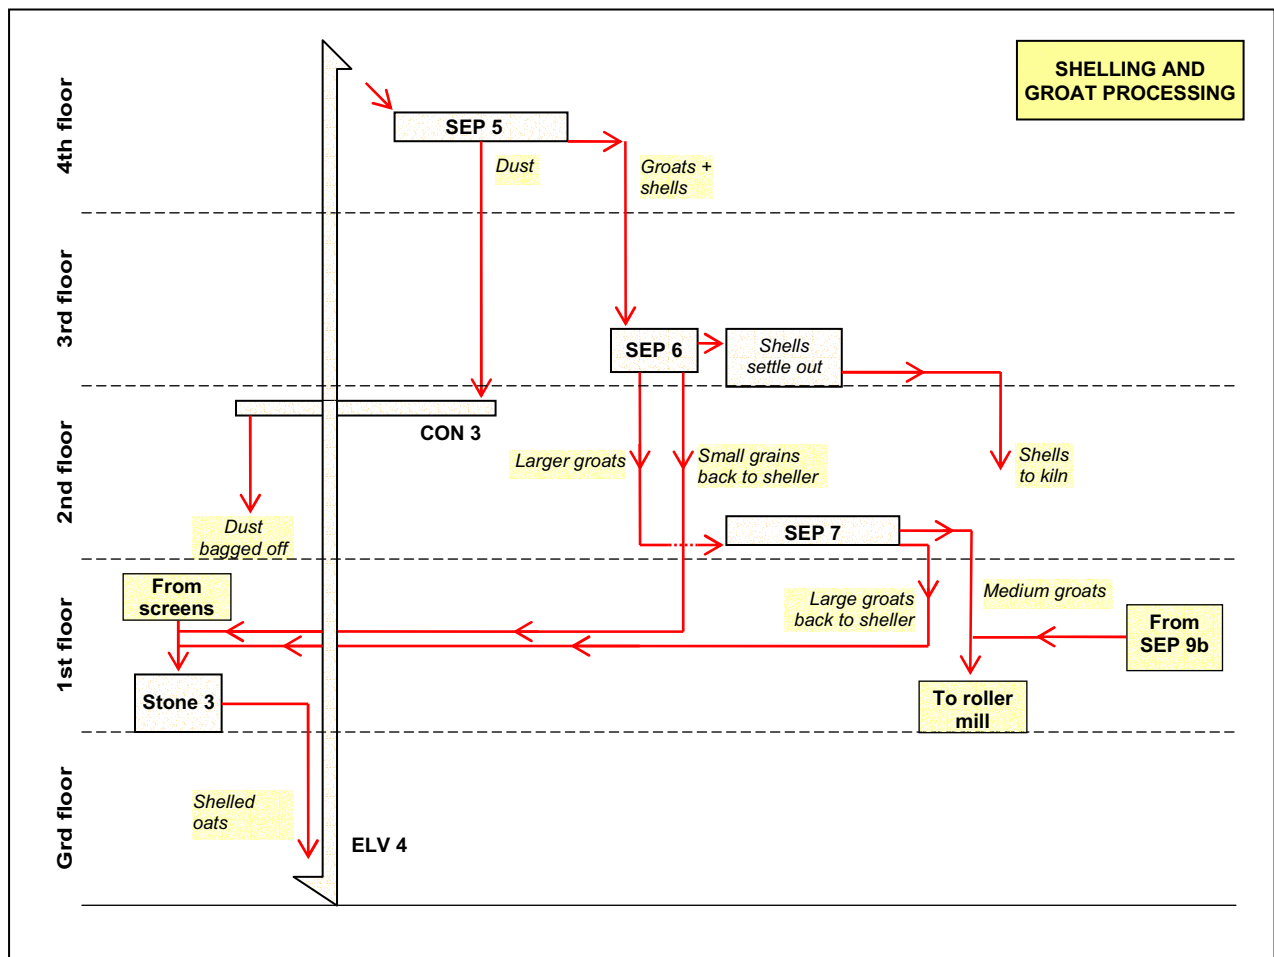 SHELLING AND
GROAT PROCESSING
4th floor
SEP 5
Dust
Groats +
shells
3rd floor
SEP 6
Shells
settle out
2nd floor
CON 3
Larger groats
Small grains
back to sheller
Shells
to kiln
Dust
bagged off
SEP 7
1st floor
From
screens
Large groats
back to sheller
Medium groats
From
SEP 9b
Stone 3
To roller
mill
Grd floor
Shelled
oats
ELV 4